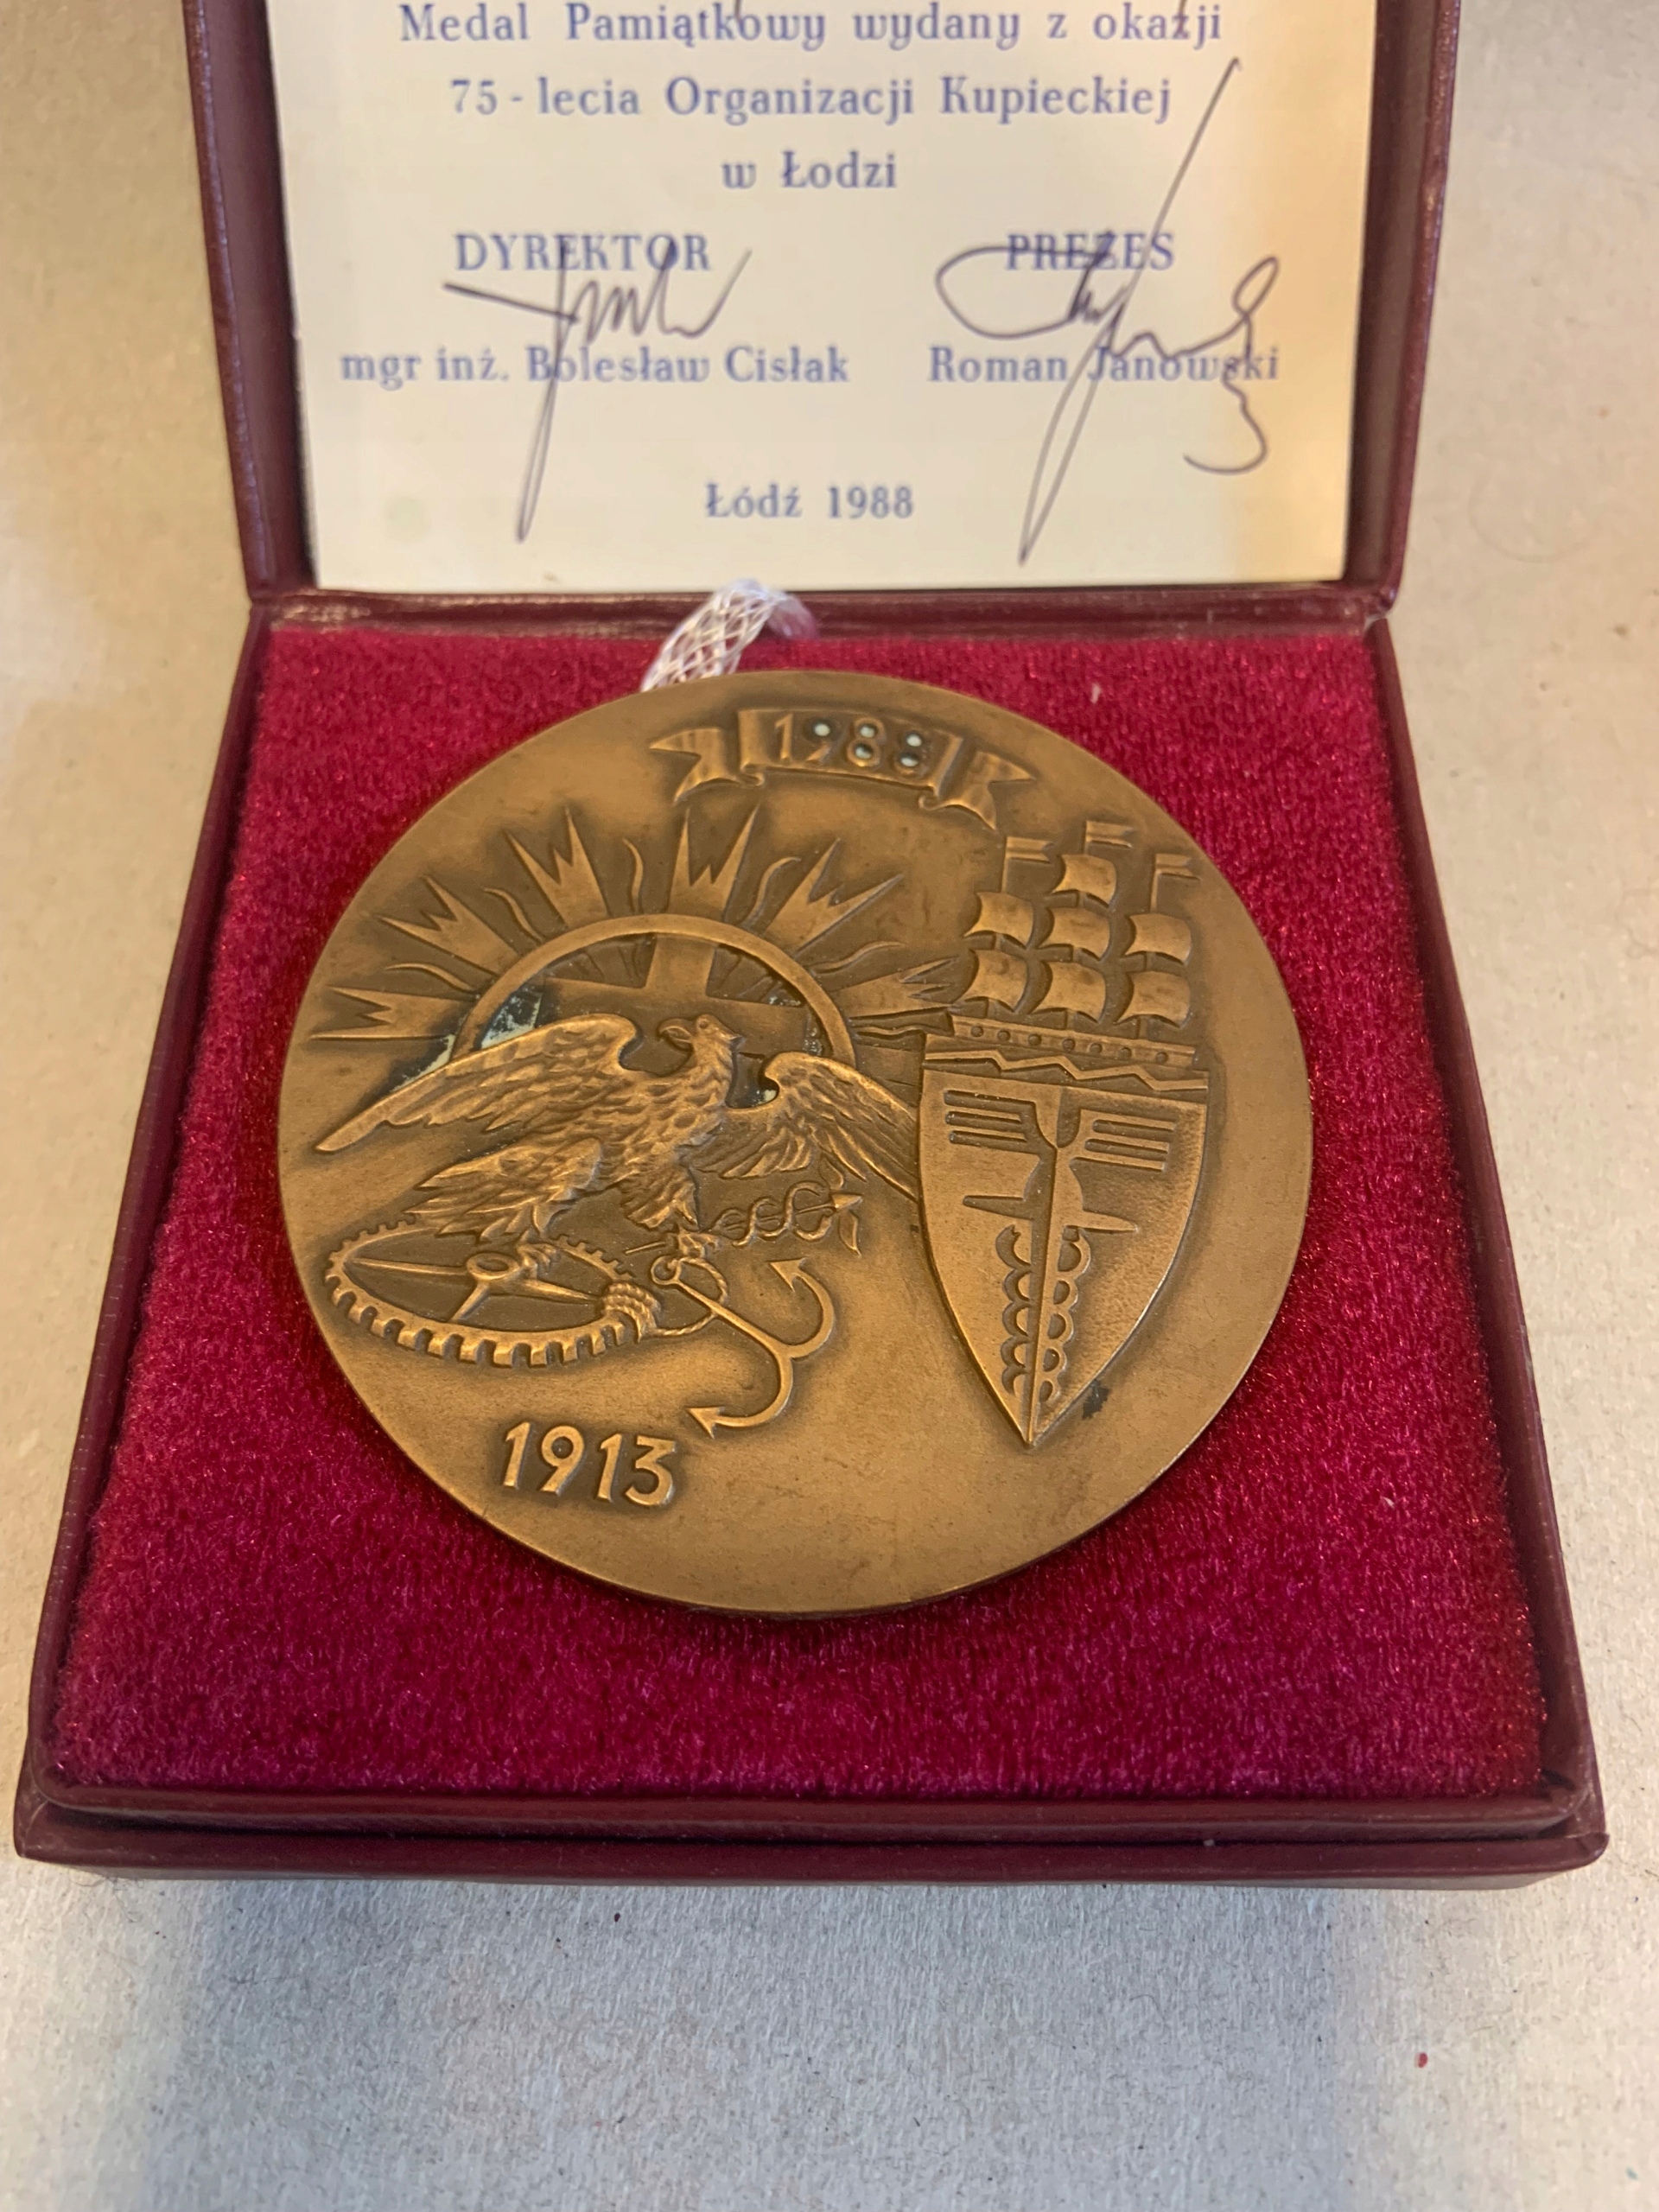 Medal Pamiątkowy wydany z okazji
75 - lecia Organizacji Kupieckiej
w Łodzi
DYREKTOR PREZES
mgr inż. Bolesław Cisłak Roman Janowski
Łódź 1988
1988
1913